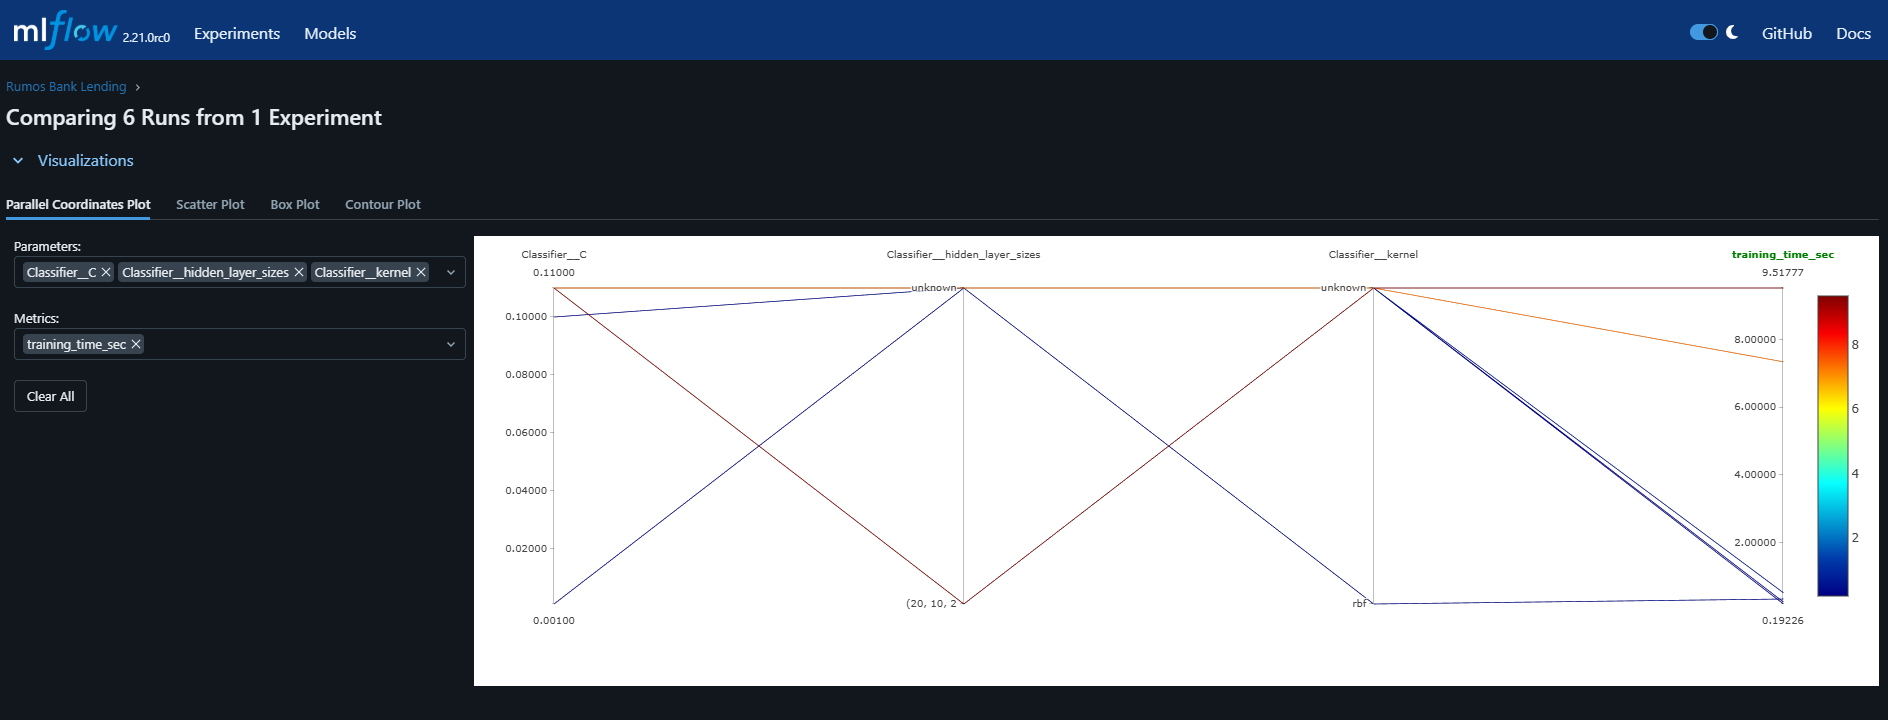 mlflow 2.21.0rc0 Experiments Models GitHub Docs
Rumos Bank Lending
Comparing 6 Runs from 1 Experiment
Visualizations
Parallel Coordinates Plot Scatter Plot Box Plot Contour Plot
Parameters:
Classifier__C Classifier__hidden_layer_sizes Classifier__kernel
Metrics:
training_time_sec
Clear All
Classifier__C Classifier__hidden_layer_sizes Classifier__kernel training_time_sec
0.11000 9.51777
unknown unknown
0.10000
8.00000 8
0.08000
6.00000 6
0.06000
4.00000 4
0.04000
2.00000 2
0.02000
(20, 10, 2 rbf
0.00100 0.19226